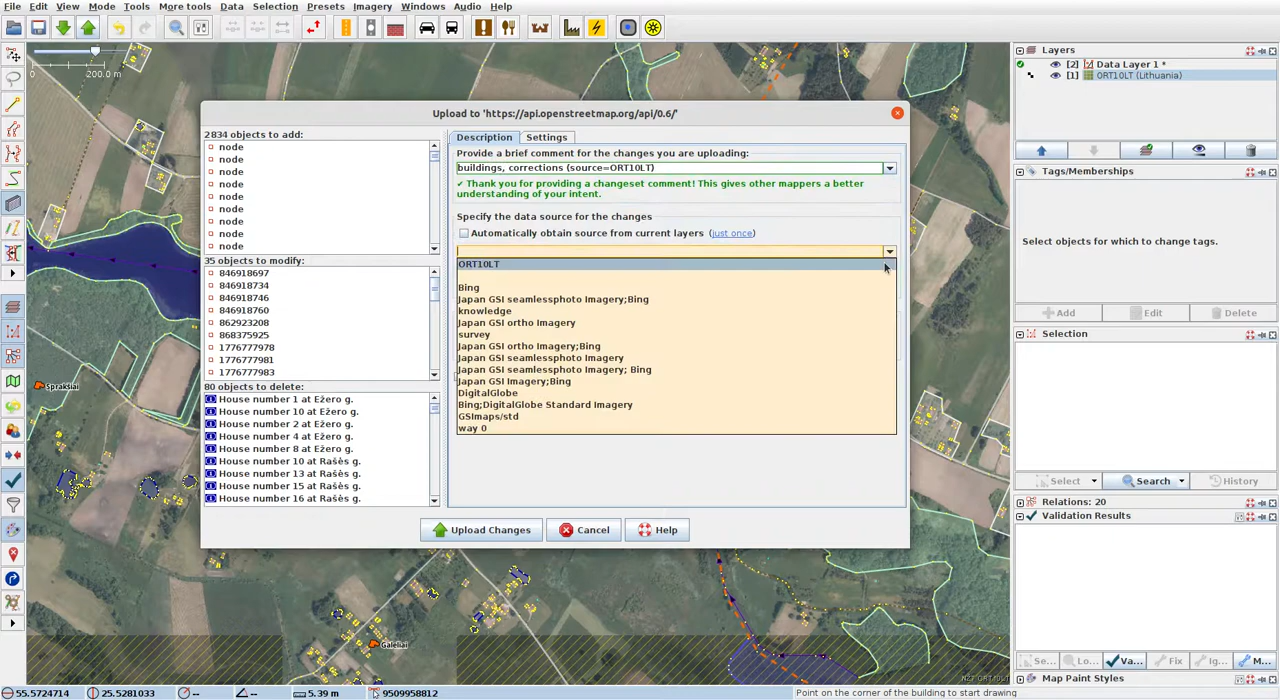 File Edit View Mode Tools More tools Data Selection Presets Imagery Windows Audio Help
0 200.0 m
Sprakšiai
Galeliai
Upload to 'https://api.openstreetmap.org/api/0.6/'
2834 objects to add:
node
node
node
node
node
node
node
node
node
35 objects to modify:
846918697
846918734
846918746
846918760
862923208
868375925
1776777978
1776777981
1776777983
80 objects to delete:
House number 1 at Ežero g.
House number 10 at Ežero g.
House number 2 at Ežero g.
House number 4 at Ežero g.
House number 8 at Ežero g.
House number 10 at Rašės g.
House number 13 at Rašės g.
House number 15 at Rašės g.
House number 16 at Rašės g.
Description Settings
Provide a brief comment for the changes you are uploading:
buildings, corrections (source=ORT10LT)
✔ Thank you for providing a changeset comment! This gives other mappers a better
understanding of your intent.
Specify the data source for the changes
Automatically obtain source from current layers (just once)
ORT10LT
Bing
Japan GSI seamlessphoto Imagery;Bing
knowledge
Japan GSI ortho Imagery
survey
Japan GSI ortho Imagery;Bing
Japan GSI seamlessphoto Imagery
Japan GSI seamlessphoto Imagery; Bing
Japan GSI Imagery;Bing
DigitalGlobe
Bing;DigitalGlobe Standard Imagery
GSImaps/std
way 0
Upload Changes Cancel Help
Layers
[2] Data Layer 1 *
[1] ORT10LT (Lithuania)
Tags/Memberships
Select objects for which to change tags.
Add Edit Delete
Selection
Select Search History
Relations: 20
Validation Results
Se... Lo... Va... Fix Ig... M...
Map Paint Styles
NZT ORT10LT
55.5724714 25.5281033 -- -- 5.39 m 9509958812 Point on the corner of the building to start drawing